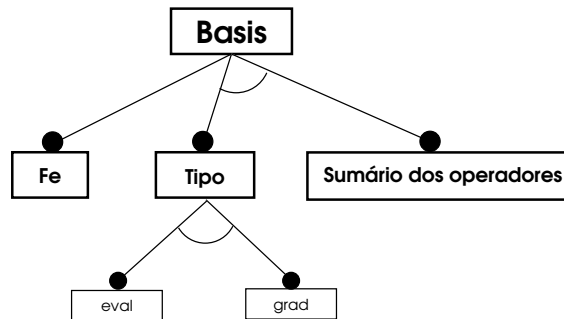 Basis
Fe
Tipo
Sumário dos operadores
eval
grad